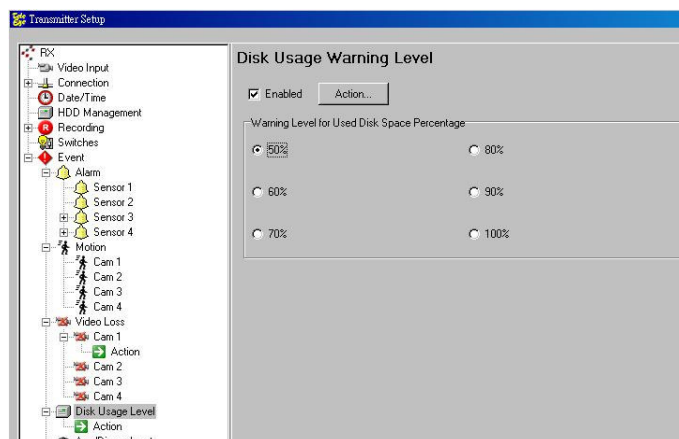 Transmitter Setup
RX
Video Input
Connection
Date/Time
HDD Management
Recording
Switches
Event
Alarm
Sensor 1
Sensor 2
Sensor 3
Sensor 4
Motion
Cam 1
Cam 2
Cam 3
Cam 4
Video Loss
Cam 1
Action
Cam 2
Cam 3
Cam 4
Disk Usage Level
Action
Disk Usage Warning Level
Enabled
Action...
Warning Level for Used Disk Space Percentage
50%
80%
60%
90%
70%
100%